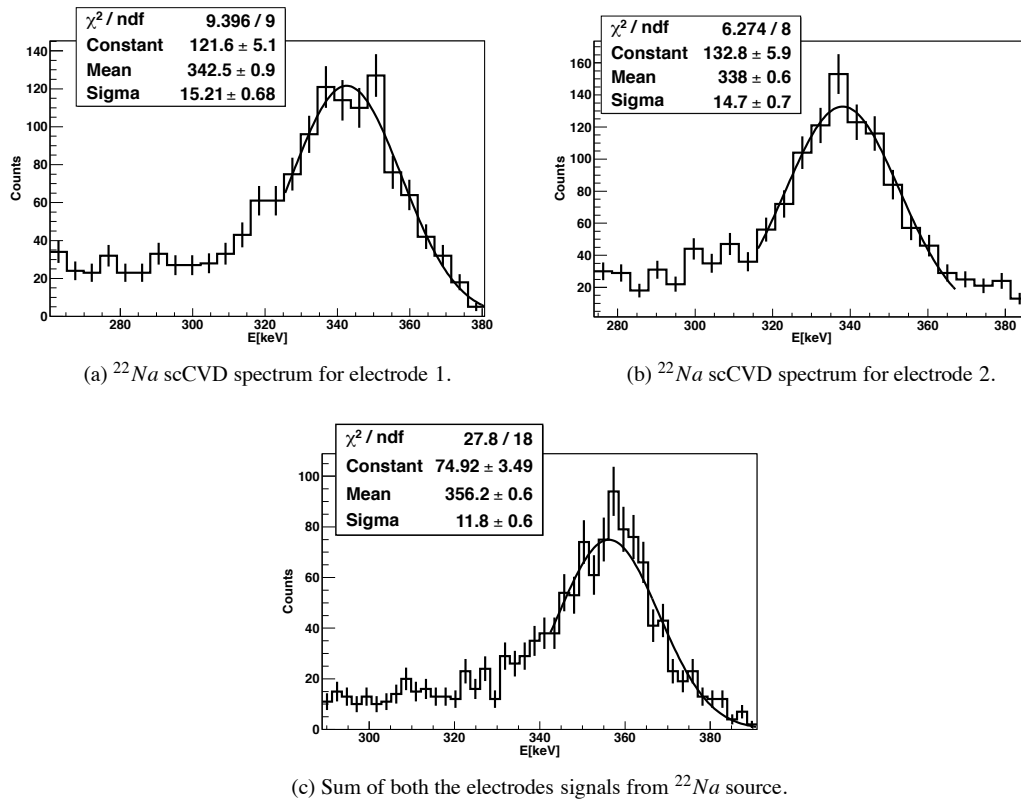 χ² / ndf 9.396 / 9
Constant 121.6 ± 5.1
Mean 342.5 ± 0.9
Sigma 15.21 ± 0.68
140
120
100
80
60
40
20
0
Counts
280 300 320 340 360 380
E[keV]
(a) ²²Na scCVD spectrum for electrode 1.
χ² / ndf 6.274 / 8
Constant 132.8 ± 5.9
Mean 338 ± 0.6
Sigma 14.7 ± 0.7
160
140
120
100
80
60
40
20
Counts
280 300 320 340 360 380
E[keV]
(b) ²²Na scCVD spectrum for electrode 2.
χ² / ndf 27.8 / 18
Constant 74.92 ± 3.49
Mean 356.2 ± 0.6
Sigma 11.8 ± 0.6
100
80
60
40
20
0
Counts
300 320 340 360 380
E[keV]
(c) Sum of both the electrodes signals from ²²Na source.